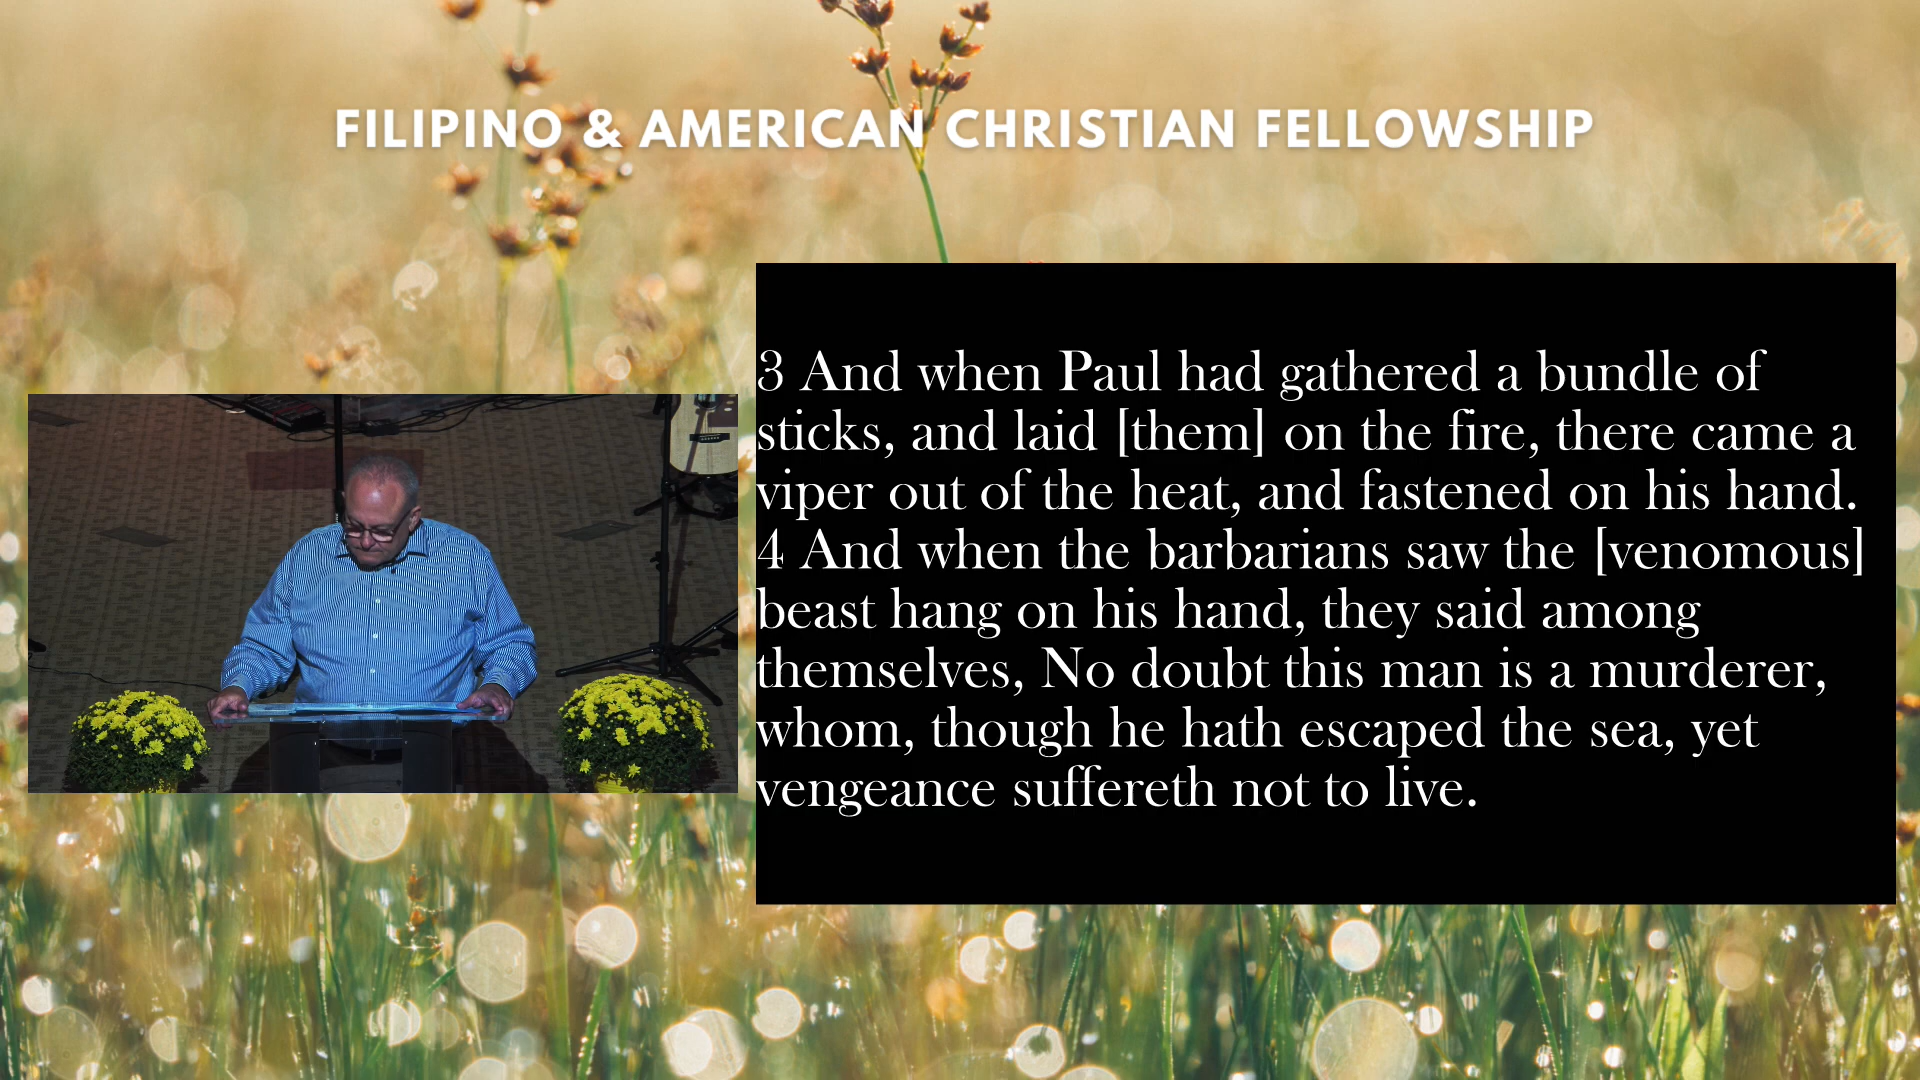 FILIPINO & AMERICAN CHRISTIAN FELLOWSHIP
3 And when Paul had gathered a bundle of
sticks, and laid [them] on the fire, there came a
viper out of the heat, and fastened on his hand.
4 And when the barbarians saw the [venomous]
beast hang on his hand, they said among
themselves, No doubt this man is a murderer,
whom, though he hath escaped the sea, yet
vengeance suffereth not to live.